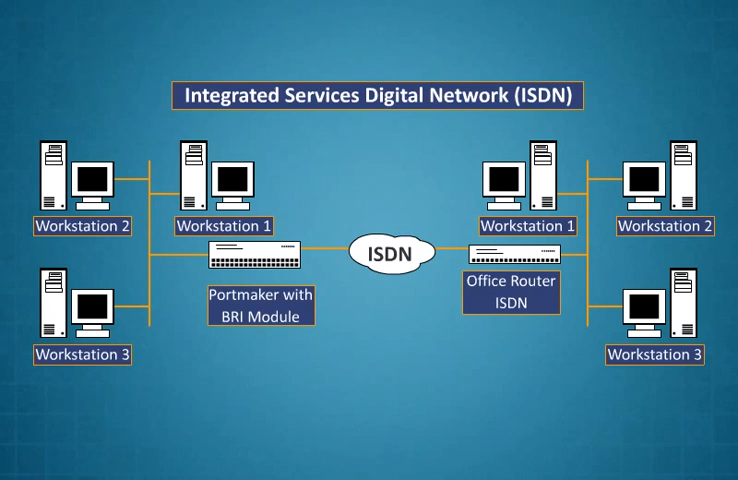 Integrated Services Digital Network (ISDN)
Workstation 2
Workstation 1
Workstation 1
Workstation 2
ISDN
Portmaker with
BRI Module
Office Router
ISDN
Workstation 3
Workstation 3